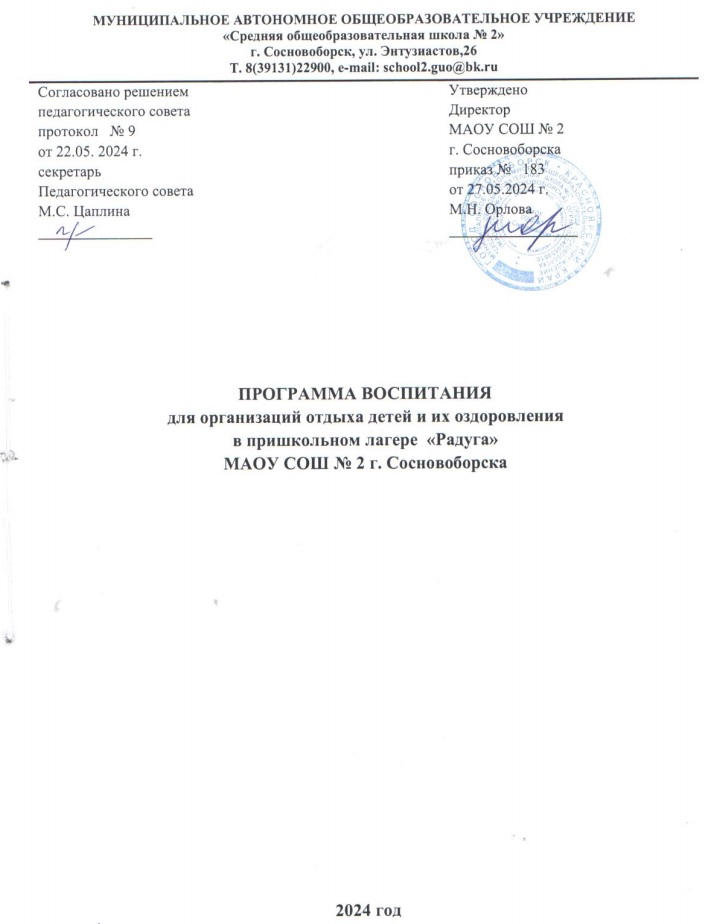 МУНИЦИПАЛЬНОЕ АВТОНОМНОЕ ОБЩЕОБРАЗОВАТЕЛЬНОЕ УЧРЕЖДЕНИЕ
«Средняя общеобразовательная школа № 2»
г. Сосновоборск, ул. Энтузиастов,26
Т. 8(39131)22900, e-mail: school2.guo@bk.ru
Согласовано решением
педагогического совета
протокол № 9
от 22.05. 2024 г.
секретарь
Педагогического совета
М.С. Цаплина
Утверждено
Директор
МАОУ СОШ № 2
г. Сосновоборска
приказ № 183
от 27.05.2024 г.
М.Н. Орлова
ПРОГРАММА ВОСПИТАНИЯ
для организаций отдыха детей и их оздоровления
в пришкольном лагере «Радуга»
МАОУ СОШ № 2 г. Сосновоборска
2024 год